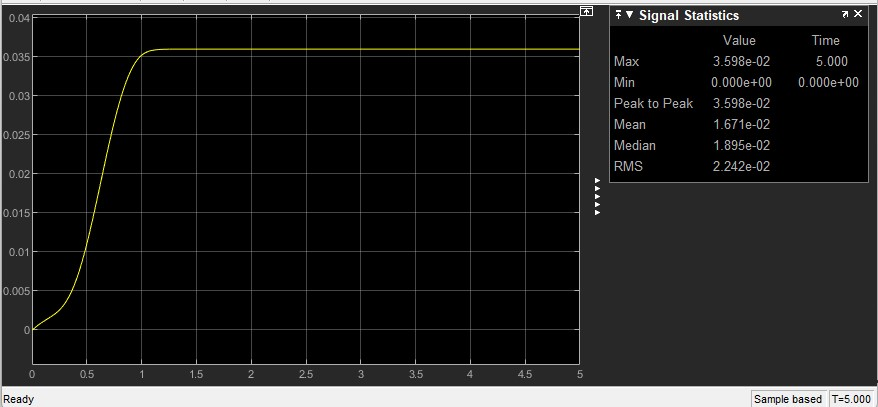 0.04
0.035
0.03
0.025
0.02
0.015
0.01
0.005
0
0 0.5 1 1.5 2 2.5 3 3.5 4 4.5 5
Signal Statistics
Value Time
Max 3.598e-02 5.000
Min 0.000e+00 0.000e+00
Peak to Peak 3.598e-02
Mean 1.671e-02
Median 1.895e-02
RMS 2.242e-02
Ready Sample based T=5.000